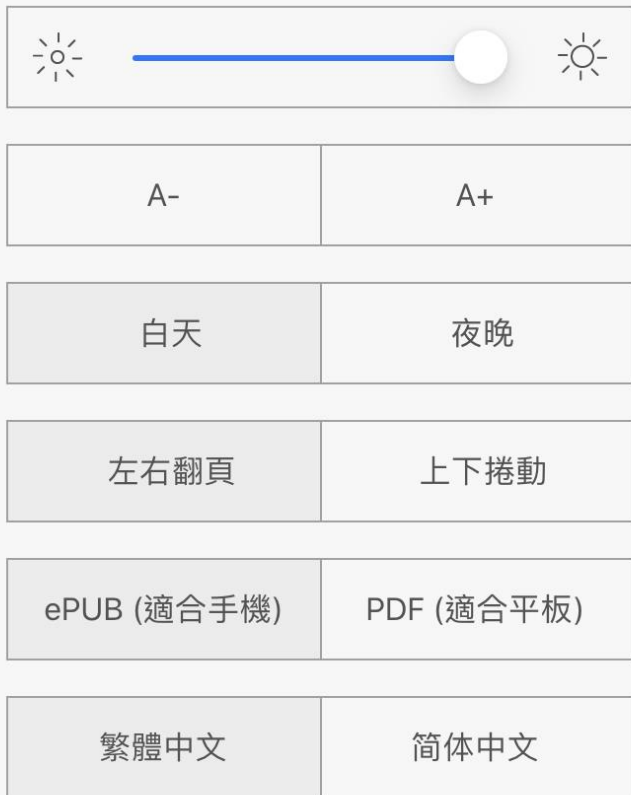 A- A+
白天 夜晚
左右翻頁 上下捲動
ePUB (適合手機) PDF (適合平板)
繁體中文 简体中文